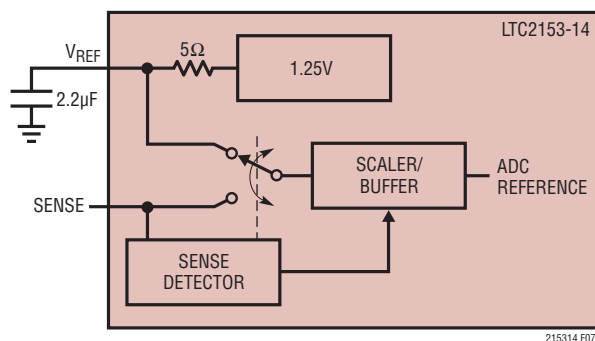 LTC2153-14
VREF
5Ω
1.25V
2.2µF
SCALER/
BUFFER
ADC
REFERENCE
SENSE
SENSE
DETECTOR
215314 F07